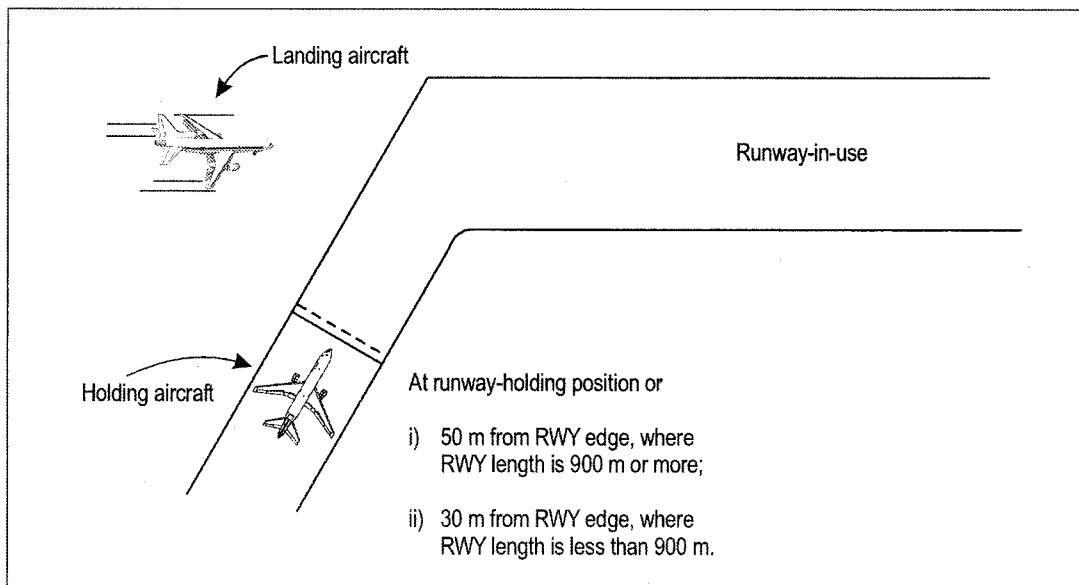 Landing aircraft
Runway-in-use
Holding aircraft
At runway-holding position or
i) 50 m from RWY edge, where
RWY length is 900 m or more;
ii) 30 m from RWY edge, where
RWY length is less than 900 m.